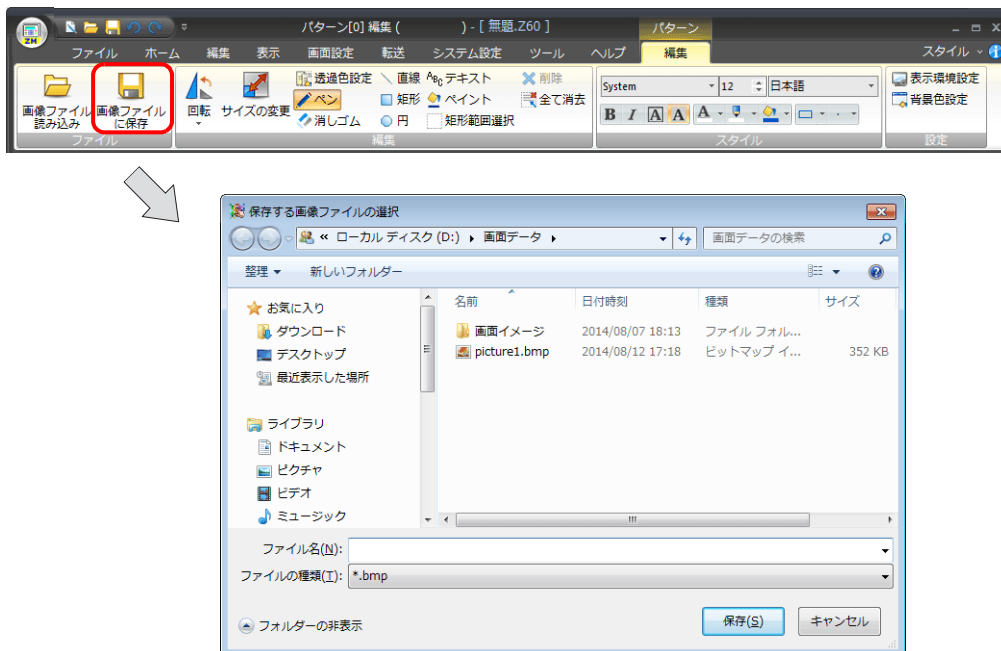 パターン[0] 編集 (　　　) - [ 無題.Z60 ]
パターン
ZM
ファイル ホーム 編集 表示 画面設定 転送 システム設定 ツール ヘルプ 編集 スタイル
画像ファイル読み込み
画像ファイルに保存
ファイル
回転
サイズの変更
透過色設定 直線 ABC テキスト 削除
ペン 矩形 ペイント 全て消去
消しゴム 円 矩形範囲選択
編集
System 12 日本語
B I A A A
スタイル
表示環境設定
背景色設定
設定
保存する画像ファイルの選択
« ローカル ディスク (D:) 画面データ
画面データの検索
整理 新しいフォルダー
お気に入り
ダウンロード
デスクトップ
最近表示した場所
ライブラリ
ドキュメント
ピクチャ
ビデオ
ミュージック
名前 日付時刻 種類 サイズ
画面イメージ 2014/08/07 18:13 ファイル フォル...
picture1.bmp 2014/08/12 17:18 ビットマップ イ... 352 KB
ファイル名(N):
ファイルの種類(T): *.bmp
フォルダーの非表示
保存(S) キャンセル